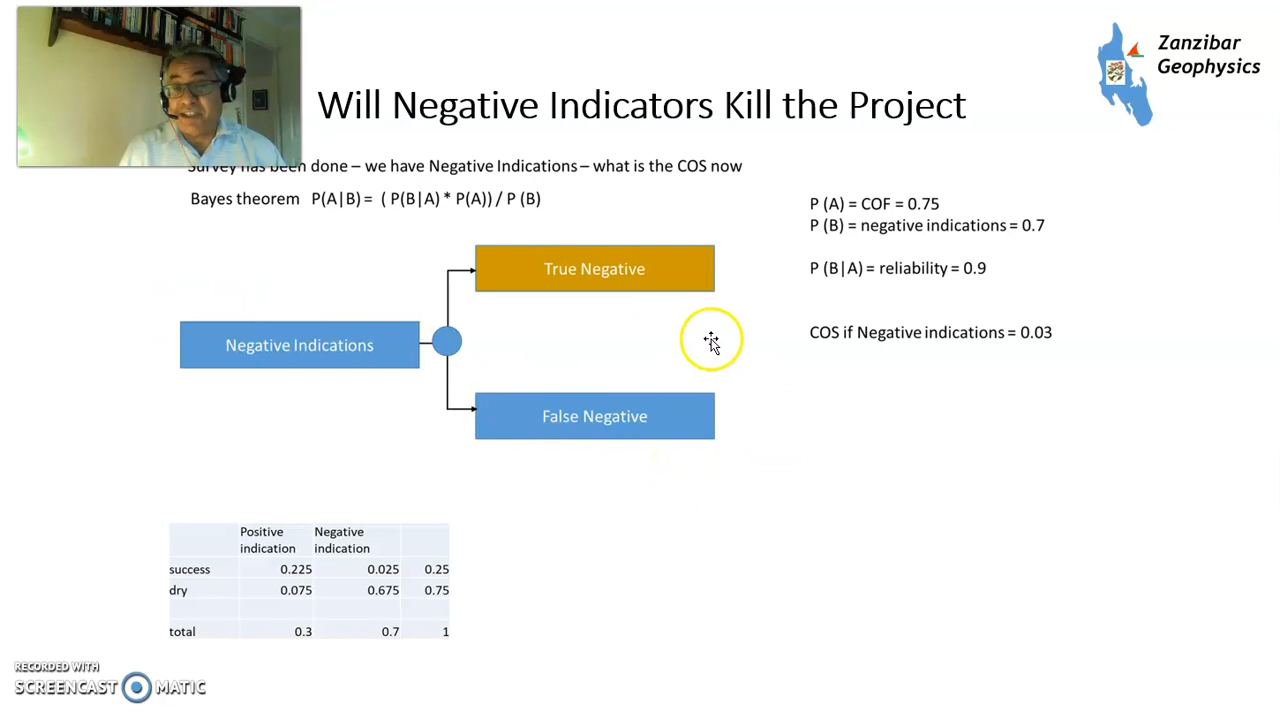 Zanzibar
Geophysics
Will Negative Indicators Kill the Project
Survey has been done – we have Negative Indications – what is the COS now
Bayes theorem P(A|B) = ( P(B|A) * P(A)) / P (B)
P (A) = COF = 0.75
P (B) = negative indications = 0.7
P (B|A) = reliability = 0.9
COS if Negative indications = 0.03
True Negative
Negative Indications
False Negative
Positive indication Negative indication
success 0.225 0.025 0.25
dry 0.075 0.675 0.75
total 0.3 0.7 1
RECORDED WITH
SCREENCAST MATIC